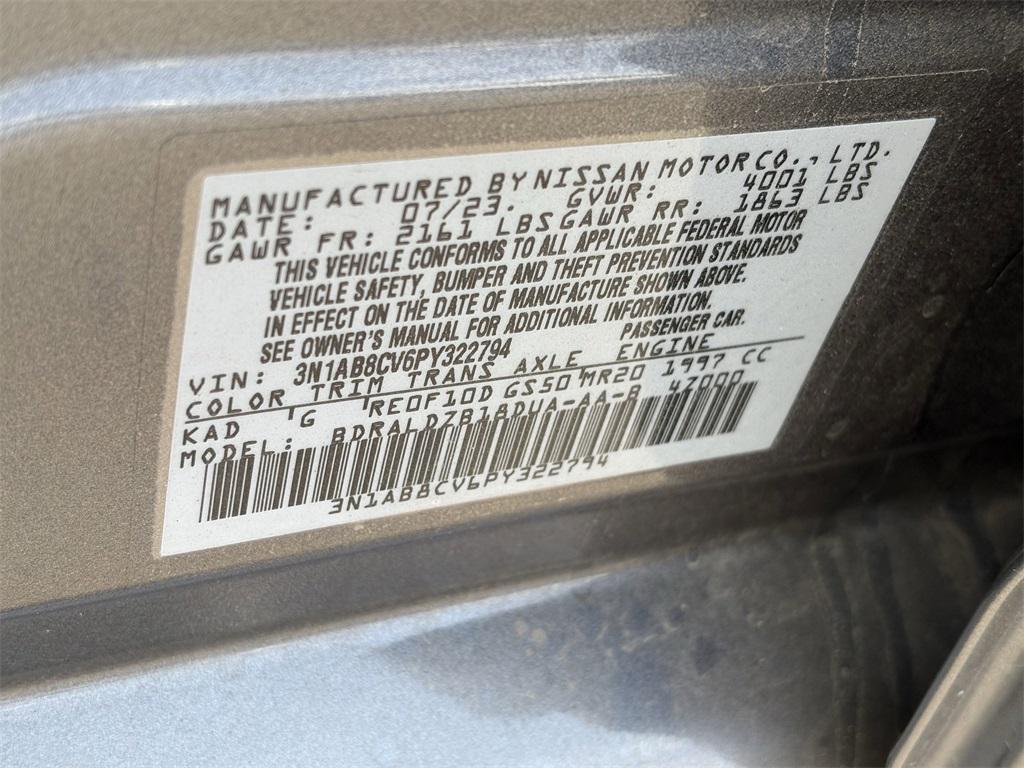 MANUFACTURED BY NISSAN MOTOR CO., LTD.
DATE: 07/23. GVWR: 4001 LBS
GAWR FR: 2161 LBS GAWR RR: 1863 LBS
THIS VEHICLE CONFORMS TO ALL APPLICABLE FEDERAL MOTOR
VEHICLE SAFETY, BUMPER AND THEFT PREVENTION STANDARDS
IN EFFECT ON THE DATE OF MANUFACTURE SHOWN ABOVE.
SEE OWNER'S MANUAL FOR ADDITIONAL INFORMATION.
VIN: 3N1AB8CV6PY322794 PASSENGER CAR.
COLOR TRIM TRANS AXLE ENGINE
KAD G RE0F10D GS50 MR20 1997 CC
MODEL: BDRALDZB18DUA-AA-B 47000
3N1AB8CV6PY322794